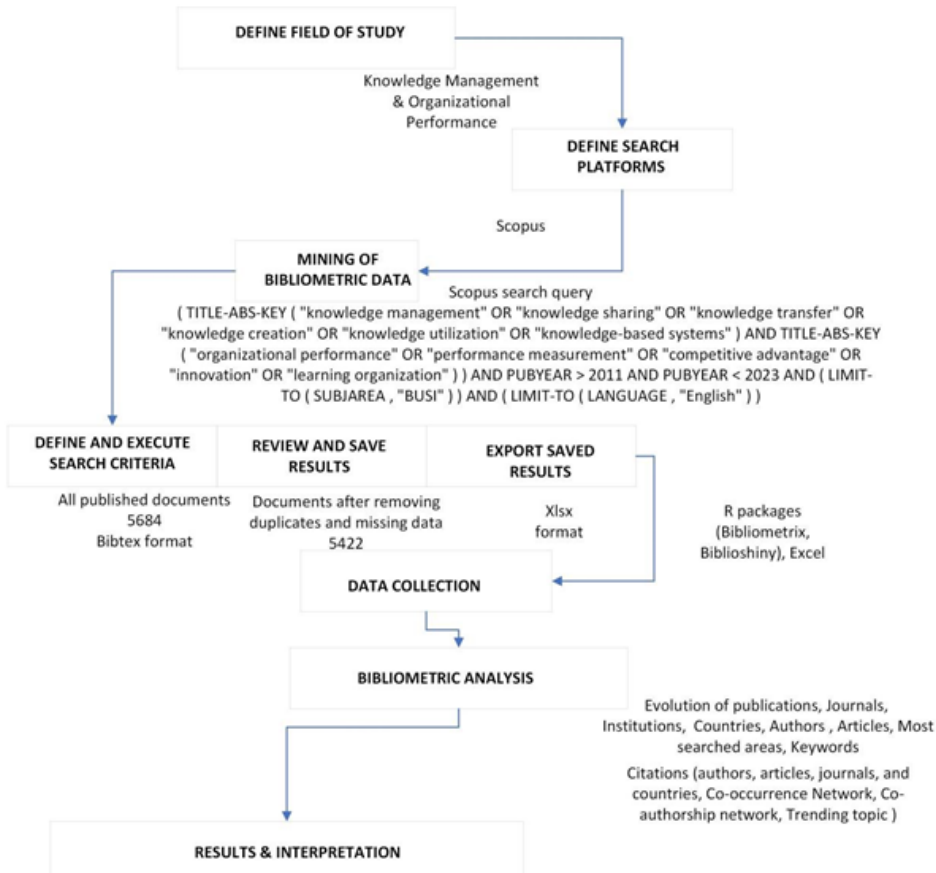 DEFINE FIELD OF STUDY
Knowledge Management
& Organizational
Performance
DEFINE SEARCH
PLATFORMS
Scopus
MINING OF
BIBLIOMETRIC DATA
Scopus search query
( TITLE-ABS-KEY ( "knowledge management" OR "knowledge sharing" OR "knowledge transfer" OR
"knowledge creation" OR "knowledge utilization" OR "knowledge-based systems" ) AND TITLE-ABS-KEY
( "organizational performance" OR "performance measurement" OR "competitive advantage" OR
"innovation" OR "learning organization" ) ) AND PUBYEAR > 2011 AND PUBYEAR < 2023 AND ( LIMIT-
TO ( SUBJAREA , "BUSI" ) ) AND ( LIMIT-TO ( LANGUAGE , "English" ) )
DEFINE AND EXECUTE
SEARCH CRITERIA
REVIEW AND SAVE
RESULTS
EXPORT SAVED
RESULTS
All published documents
5684
Bibtex format
Documents after removing
duplicates and missing data
5422
Xlsx
format
R packages
(Bibliometrix,
Biblioshiny), Excel
DATA COLLECTION
BIBLIOMETRIC ANALYSIS
Evolution of publications, Journals,
Institutions, Countries, Authors , Articles, Most
searched areas, Keywords
Citations (authors, articles, journals, and
countries, Co-occurrence Network, Co-
authorship network, Trending topic )
RESULTS & INTERPRETATION